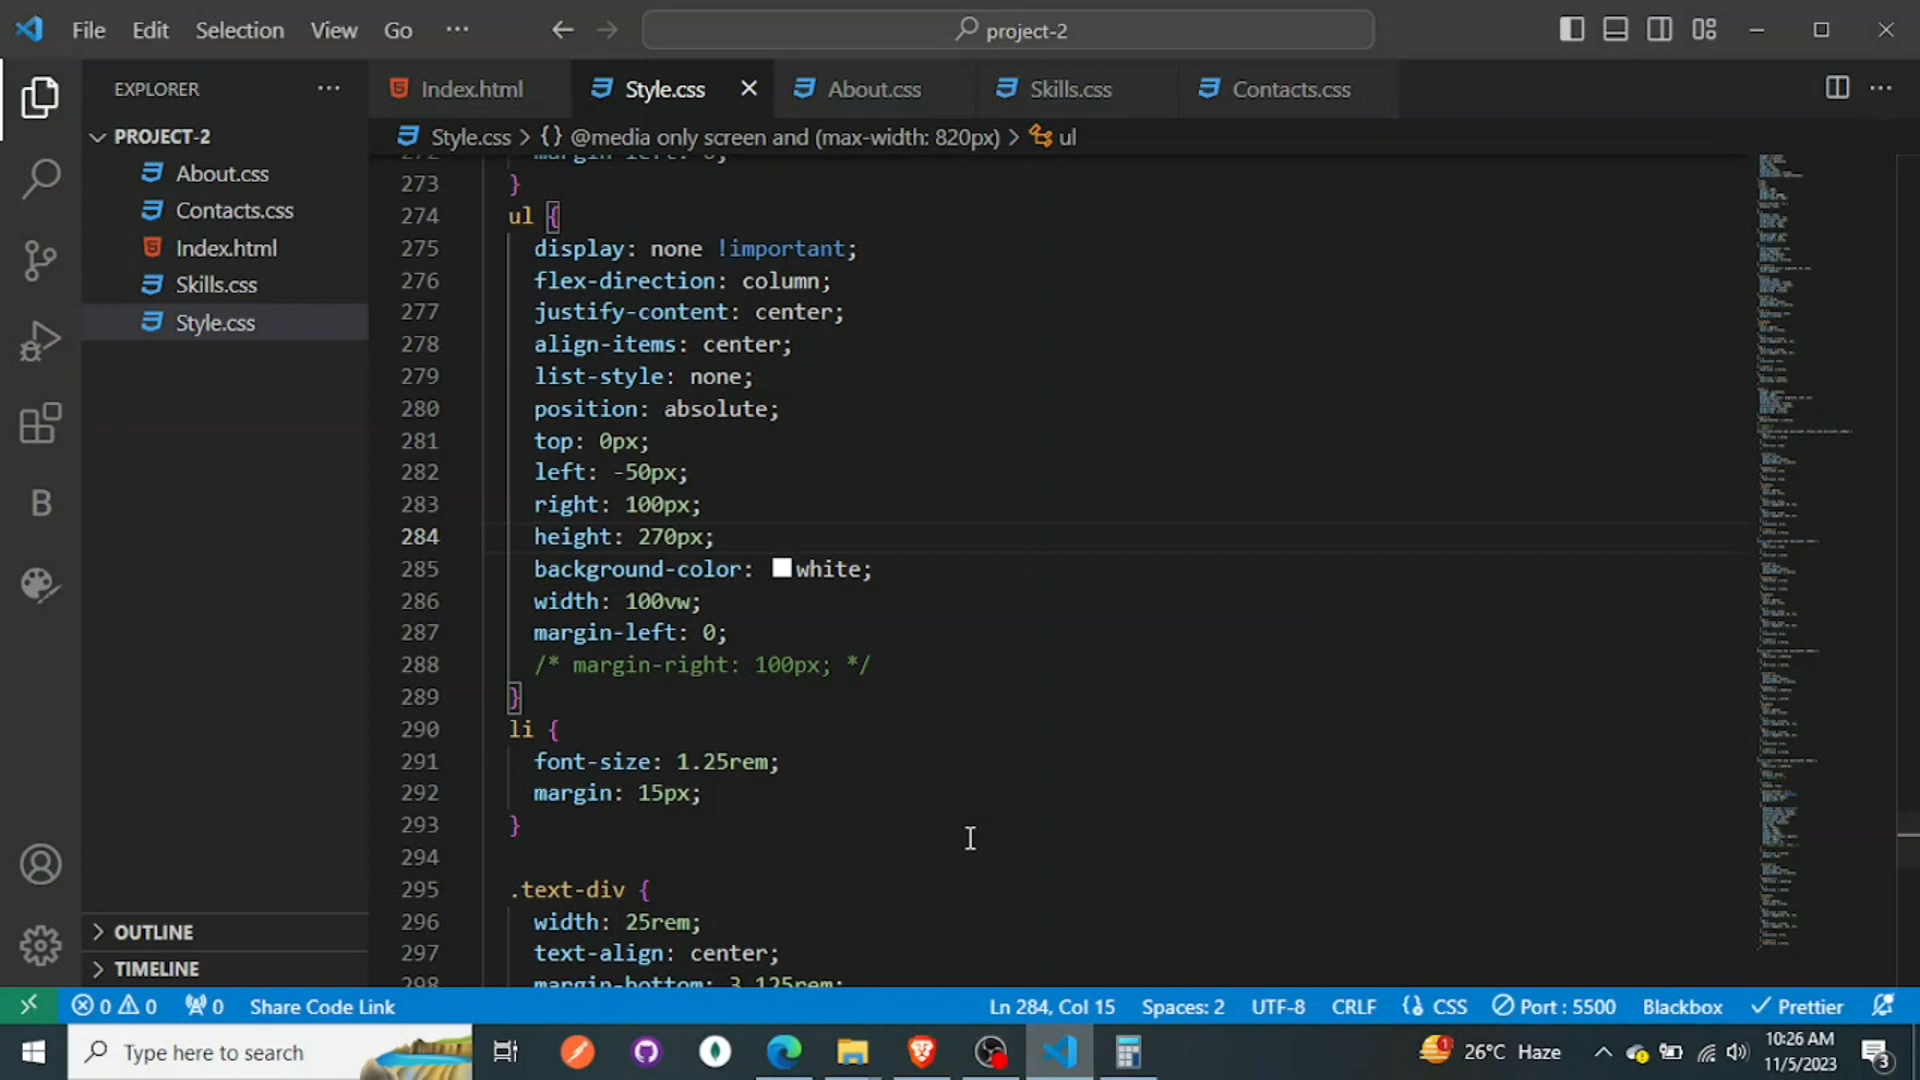 File Edit Selection View Go ··· project-2
EXPLORER ···
Index.html Style.css About.css Skills.css Contacts.css
Style.css > {} @media only screen and (max-width: 820px) > ul
PROJECT-2
About.css
Contacts.css
Index.html
Skills.css
Style.css
OUTLINE
TIMELINE
273 }
274 ul {
275 display: none !important;
276 flex-direction: column;
277 justify-content: center;
278 align-items: center;
279 list-style: none;
280 position: absolute;
281 top: 0px;
282 left: -50px;
283 right: 100px;
284 height: 270px;
285 background-color: white;
286 width: 100vw;
287 margin-left: 0;
288 /* margin-right: 100px; */
289 }
290 li {
291 font-size: 1.25rem;
292 margin: 15px;
293 }
294
295 .text-div {
296 width: 25rem;
297 text-align: center;
298 margin-bottom: 3.125rem;
0 0 0 Share Code Link Ln 284, Col 15 Spaces: 2 UTF-8 CRLF {} CSS Port : 5500 Blackbox Prettier
Type here to search 26°C Haze 10:26 AM
11/5/2023
3